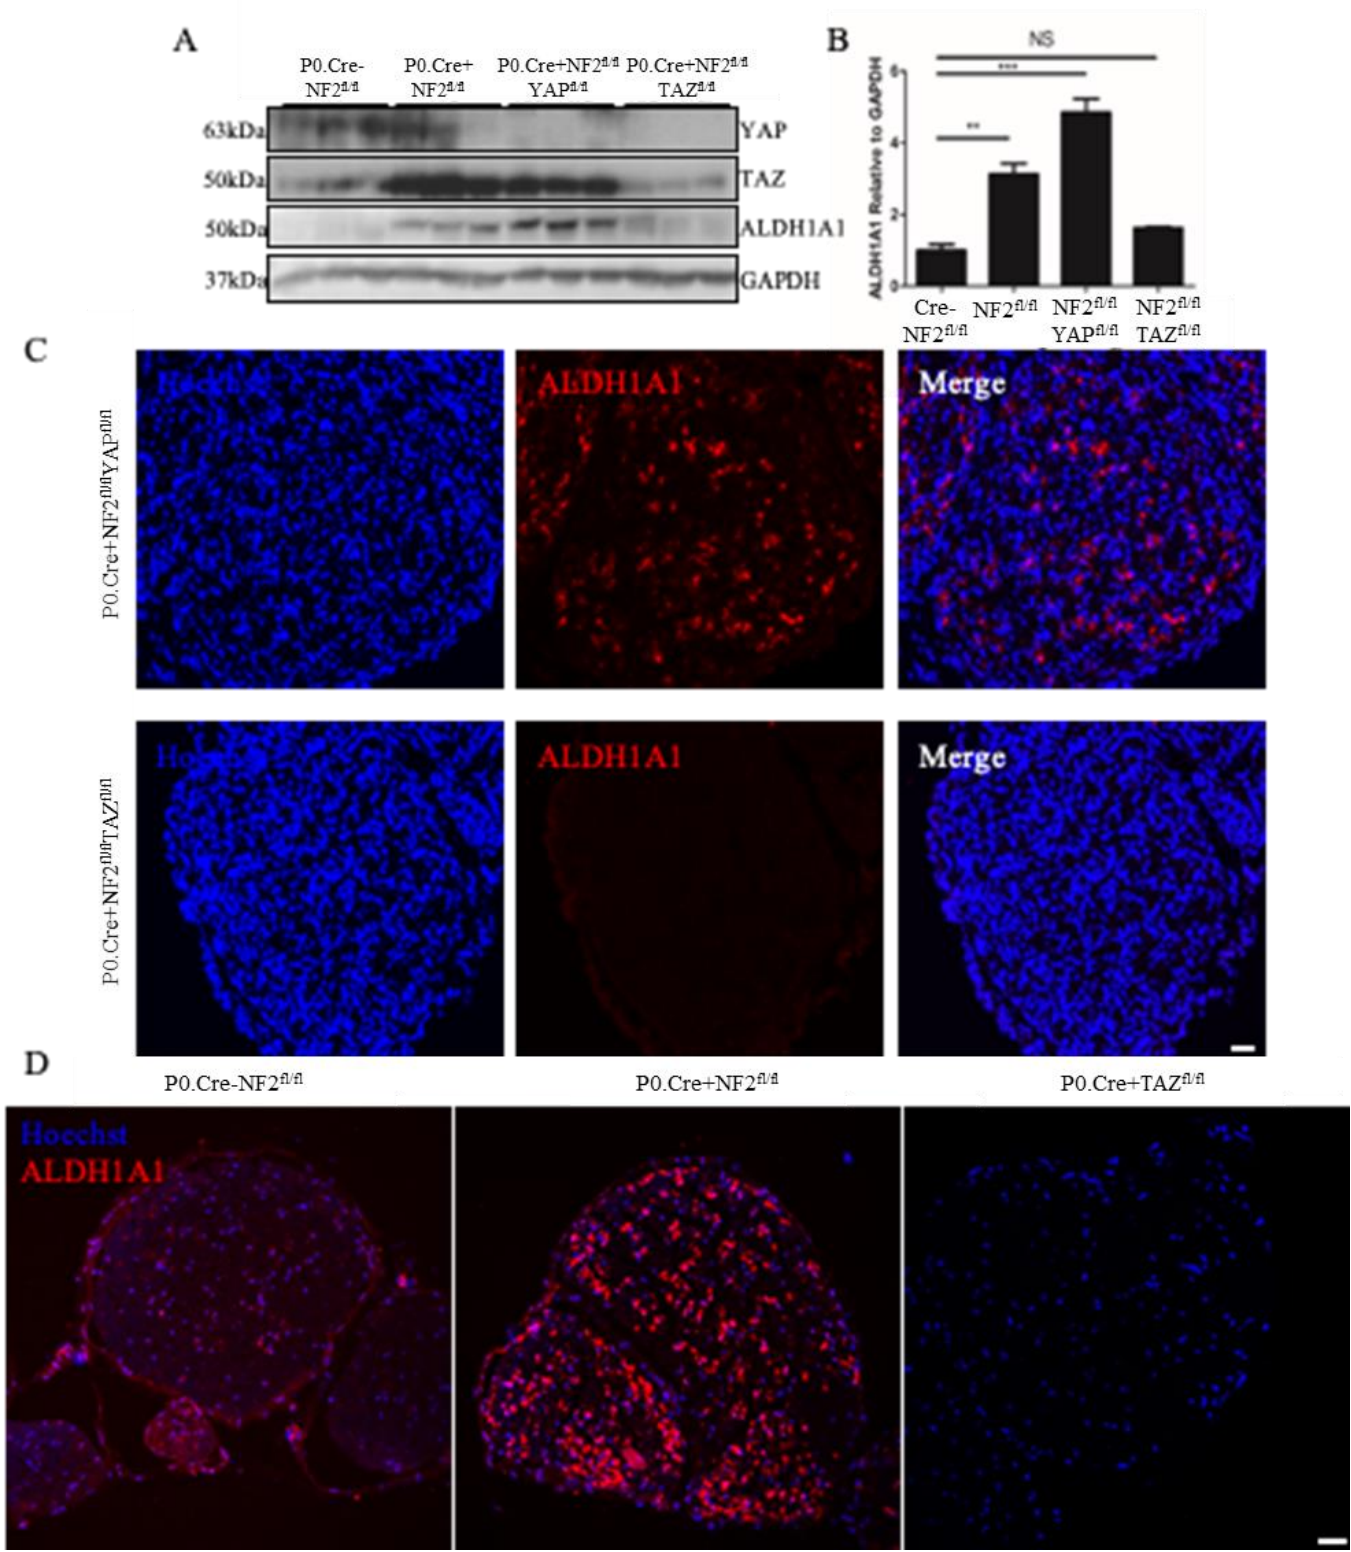 A
P0.Cre- P0.Cre+ P0.Cre+NF2fl/fl P0.Cre+NF2fl/fl
NF2fl/fl NF2fl/fl YAPfl/fl TAZfl/fl
63kDa YAP
50kDa TAZ
50kDa ALDH1A1
37kDa GAPDH
B
NS
***
**
ALDH1A1 Relative to GAPDH
6
4
2
0
Cre- NF2fl/fl NF2fl/fl NF2fl/fl
NF2fl/fl YAPfl/fl TAZfl/fl
C
P0.Cre+NF2fl/flYAPfl/fl
ALDH1A1
Merge
P0.Cre+NF2fl/flTAZfl/fl
ALDH1A1
Merge
D
P0.Cre-NF2fl/fl P0.Cre+NF2fl/fl P0.Cre+TAZfl/fl
Hoechst
ALDH1A1